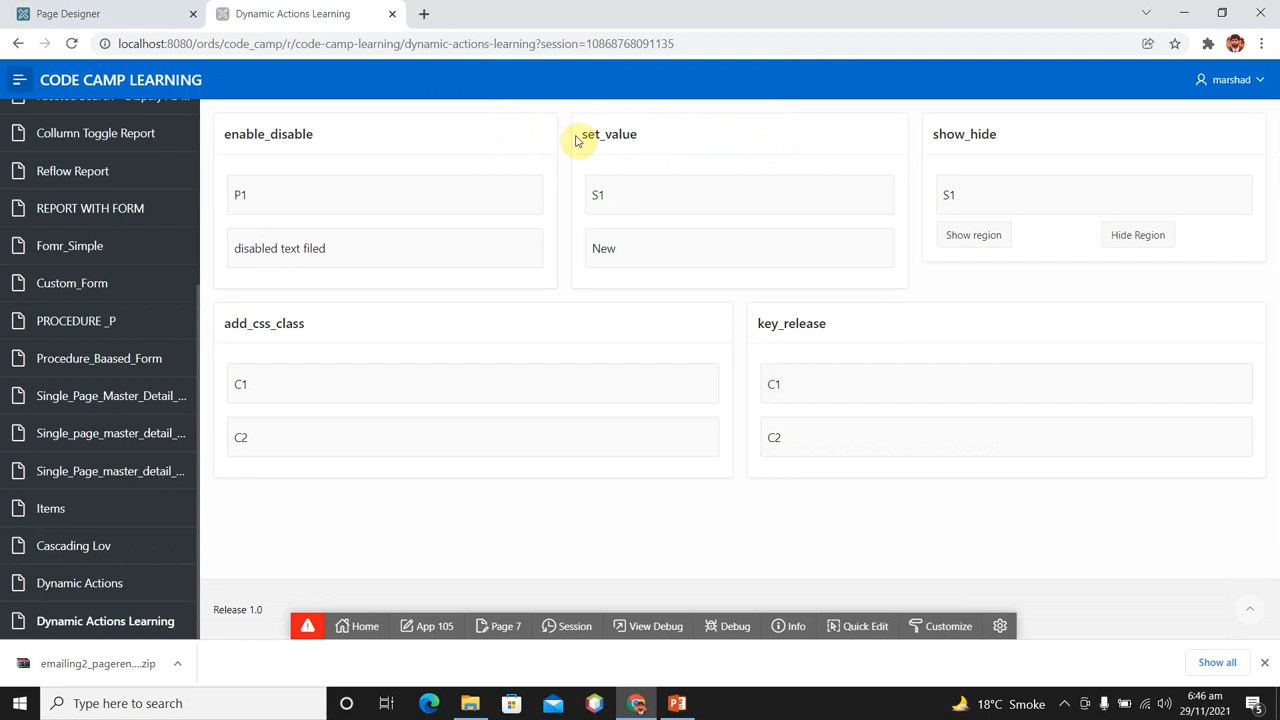 Page Designer
Dynamic Actions Learning
localhost:8080/ords/code_camp/r/code-camp-learning/dynamic-actions-learning?session=10868768091135
CODE CAMP LEARNING
marshad
Collumn Toggle Report
Reflow Report
REPORT WITH FORM
Fomr_Simple
Custom_Form
PROCEDURE _P
Procedure_Baased_Form
Single_Page_Master_Detail_...
Single_page_master_detail_...
Single_Page_master_detail_...
Items
Cascading Lov
Dynamic Actions
Dynamic Actions Learning
enable_disable
P1
disabled text filed
set_value
S1
New
show_hide
S1
Show region
Hide Region
add_css_class
C1
C2
key_release
C1
C2
Release 1.0
Home
App 105
Page 7
Session
View Debug
Debug
Info
Quick Edit
Customize
emailing2_pageren....zip
Show all
Type here to search
18°C Smoke
6:46 am
29/11/2021
5